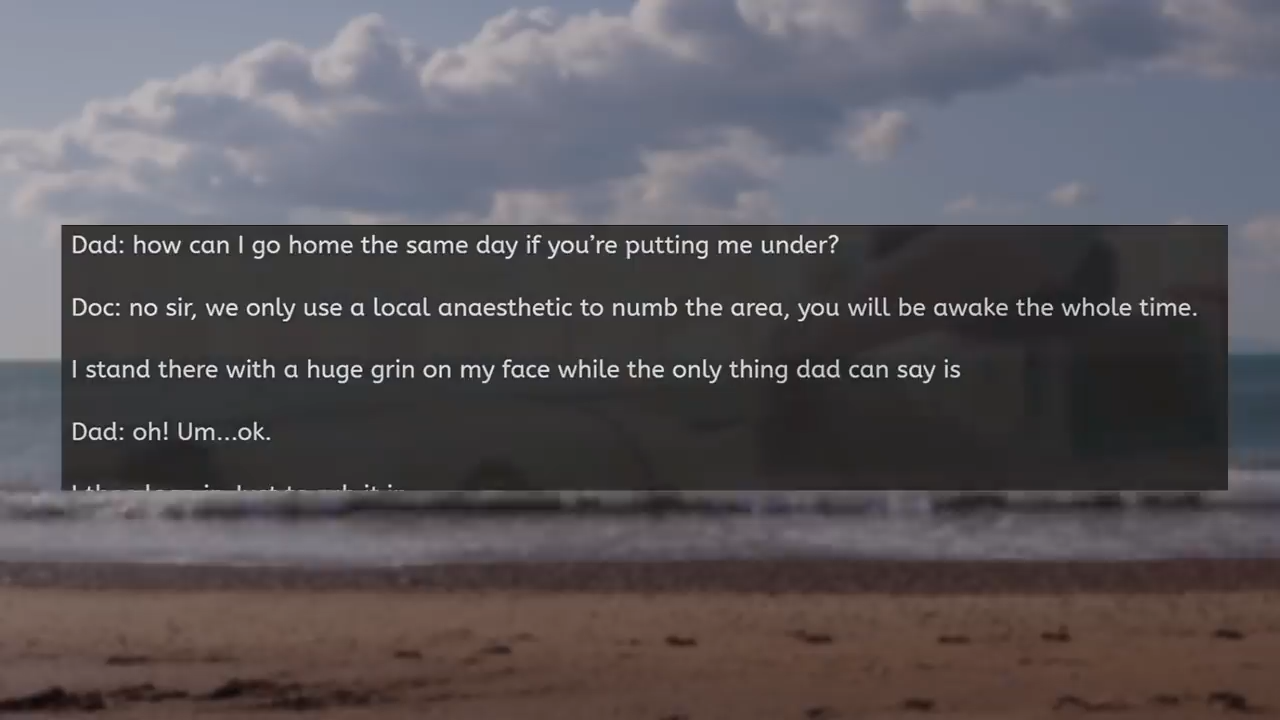 Dad: how can I go home the same day if you’re putting me under?
Doc: no sir, we only use a local anaesthetic to numb the area, you will be awake the whole time.
I stand there with a huge grin on my face while the only thing dad can say is
Dad: oh! Um...ok.